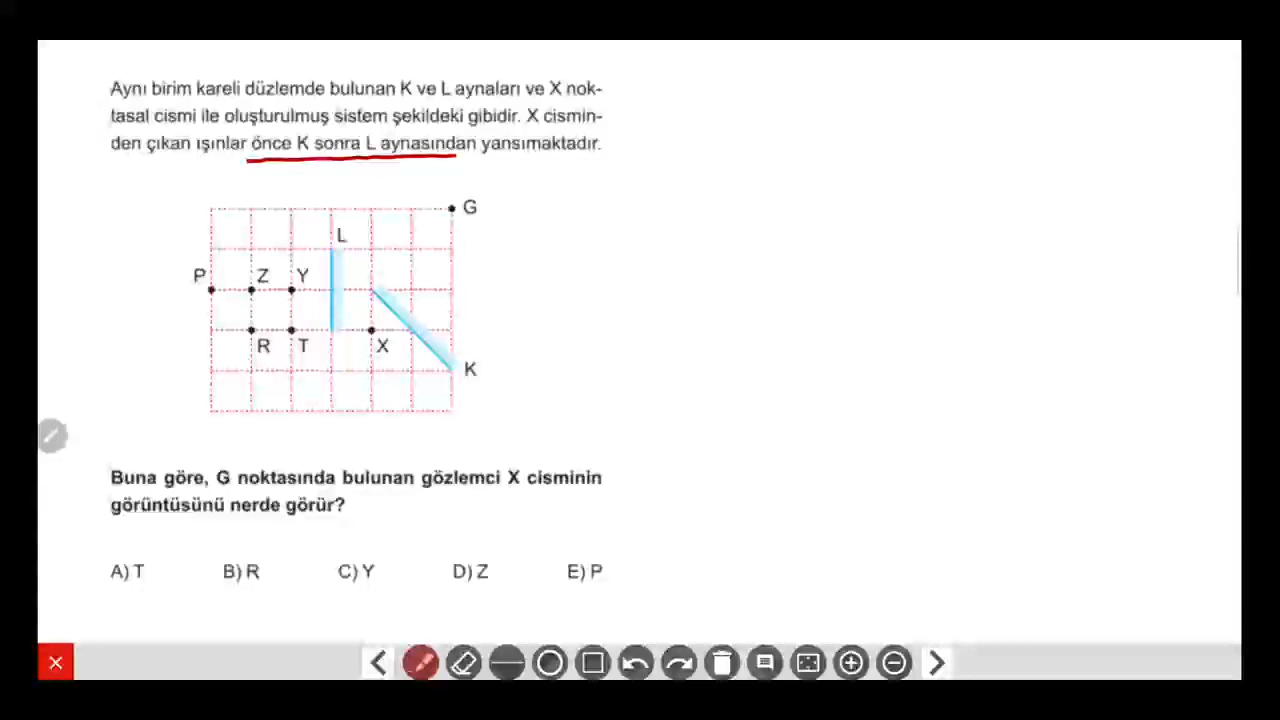 Aynı birim kareli düzlemde bulunan K ve L aynaları ve X nok-
tasal cismi ile oluşturulmuş sistem şekildeki gibidir. X cismin-
den çıkan ışınlar önce K sonra L aynasından yansımaktadır.
G
L
P Z Y
R T X
K
Buna göre, G noktasında bulunan gözlemci X cisminin
görüntüsünü nerde görür?
A) T B) R C) Y D) Z E) P